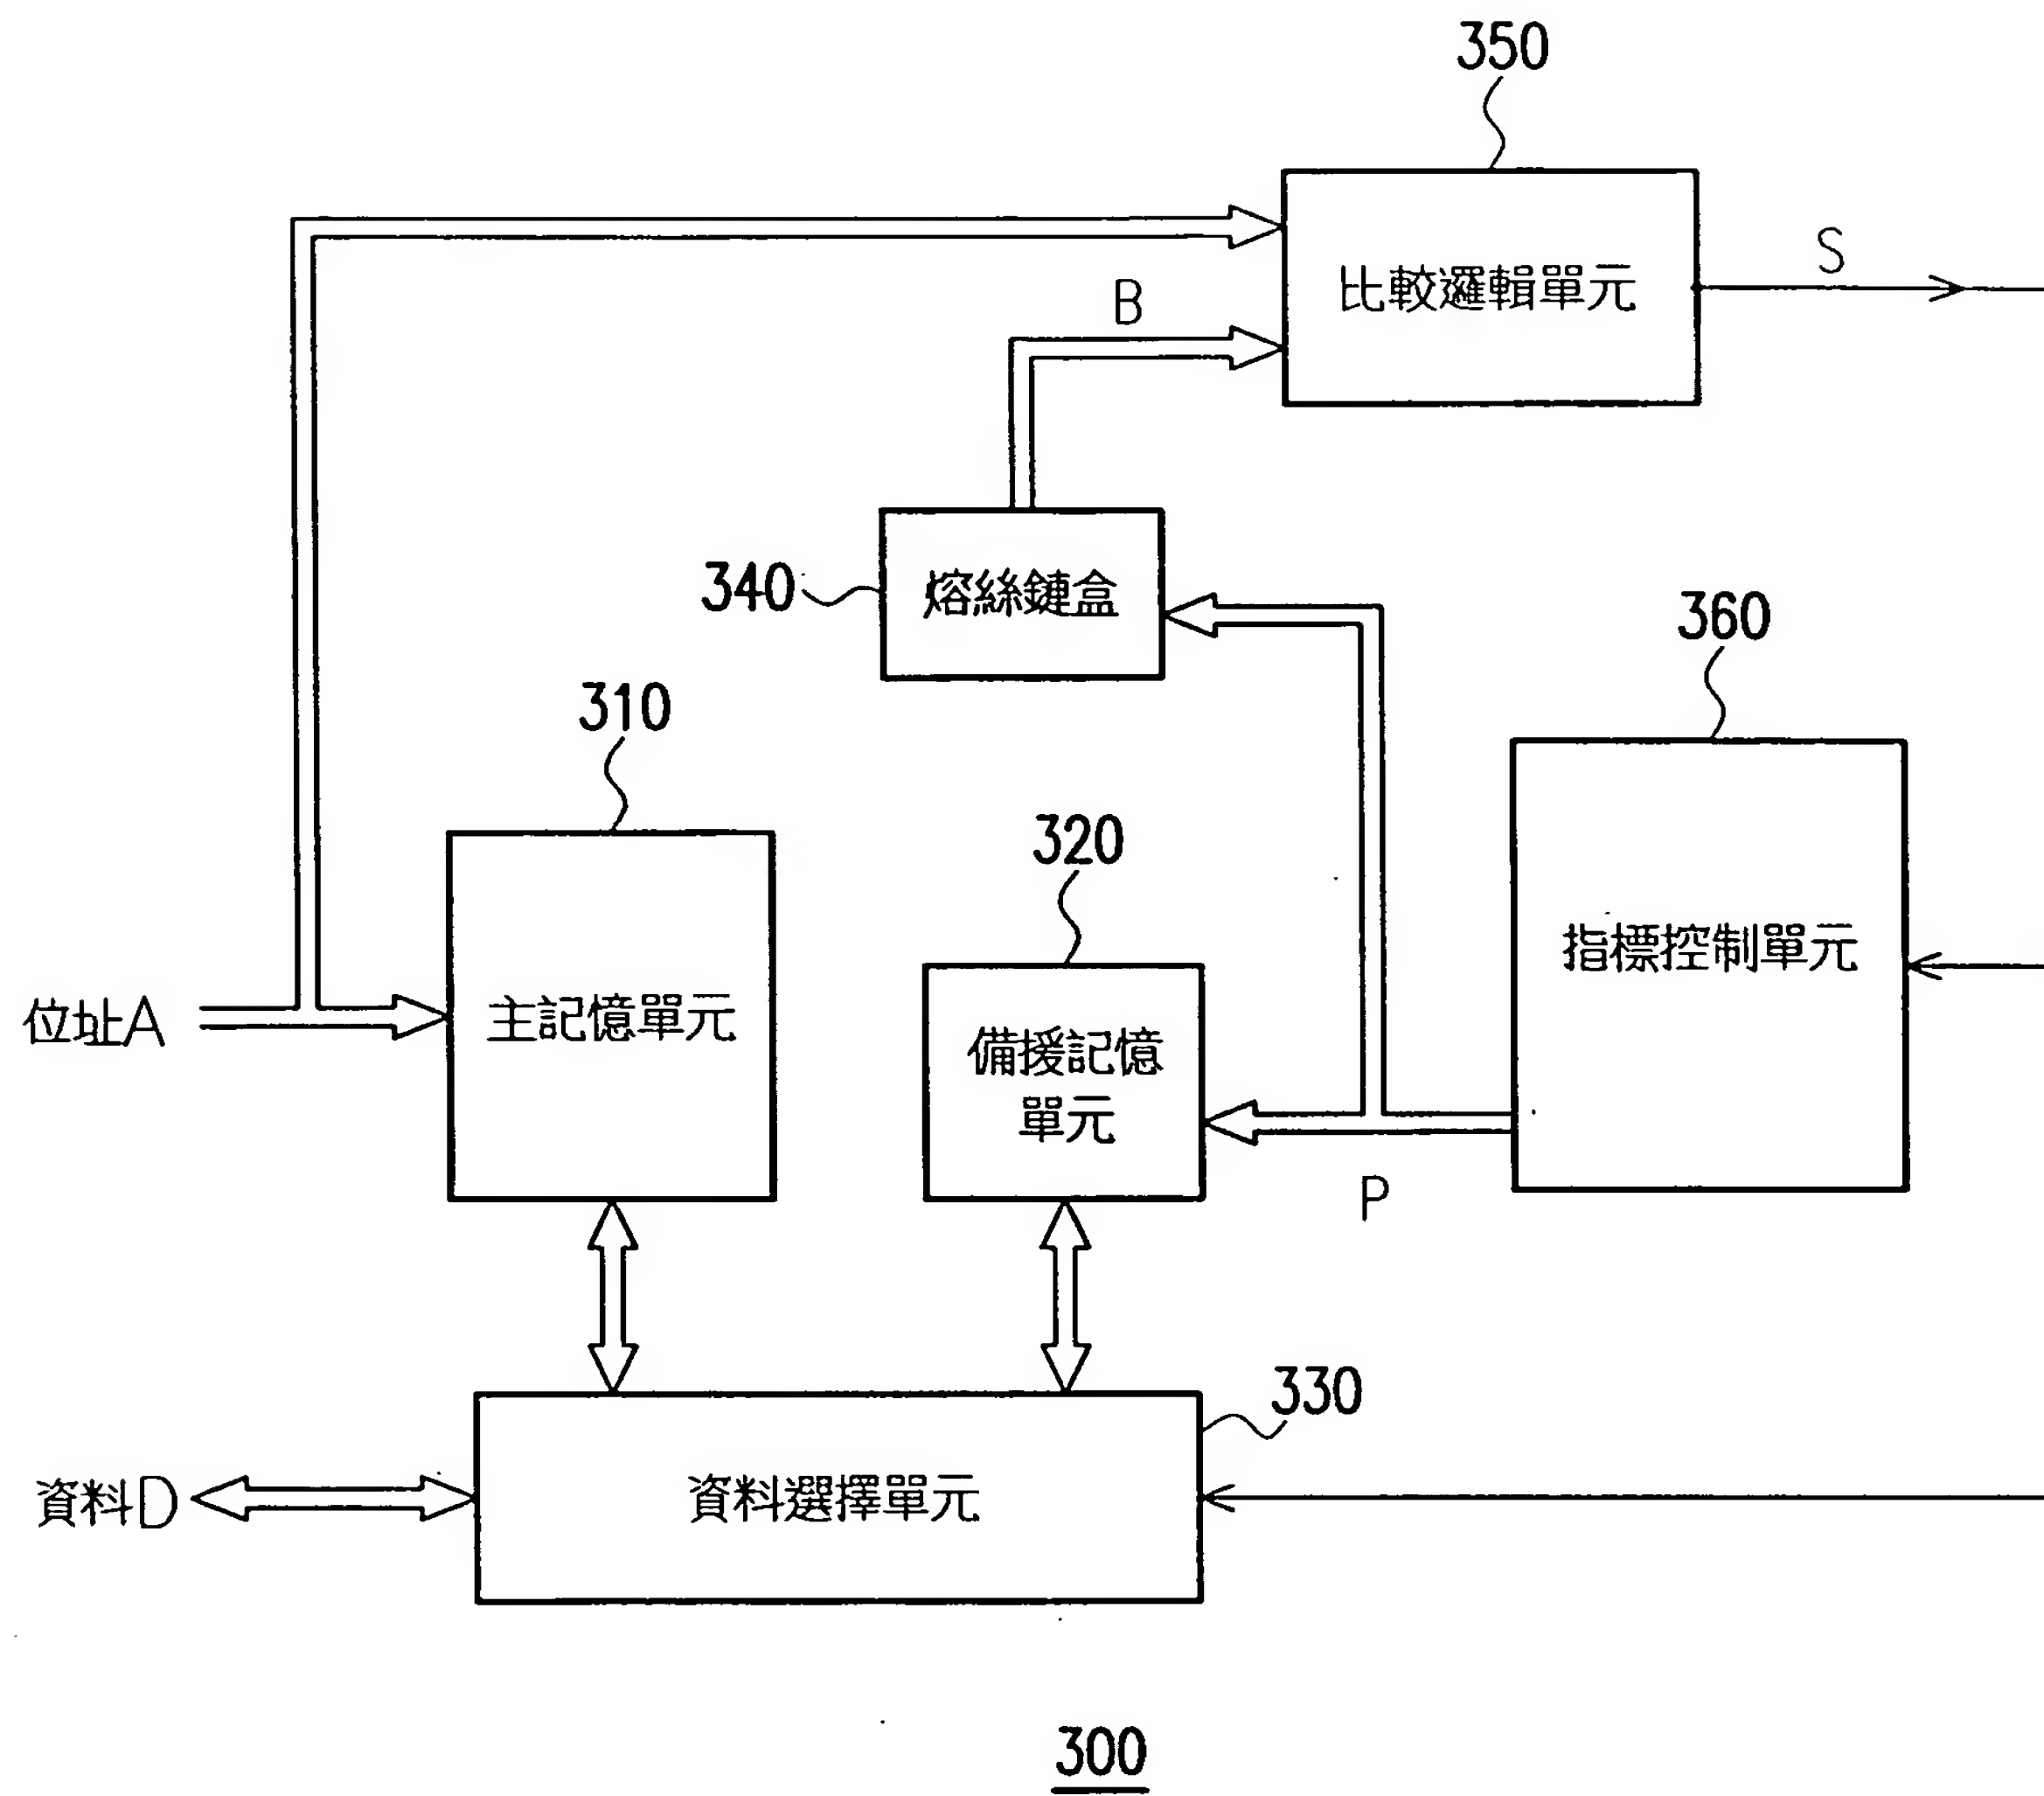 350
比較邏輯單元
S
B
340
熔絲鏈盒
360
310
320
指標控制單元
位址A
主記憶單元
備援記憶
單元
P
330
資料D
資料選擇單元
300